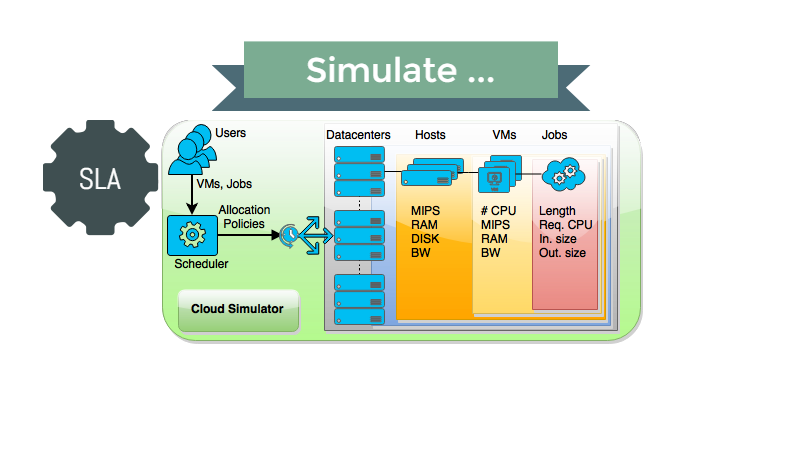 Simulate ...
SLA
Users
VMs, Jobs
Allocation
Policies
Scheduler
Cloud Simulator
Datacenters
Hosts
VMs
Jobs
MIPS
RAM
DISK
BW
# CPU
MIPS
RAM
BW
Length
Req. CPU
In. size
Out. size